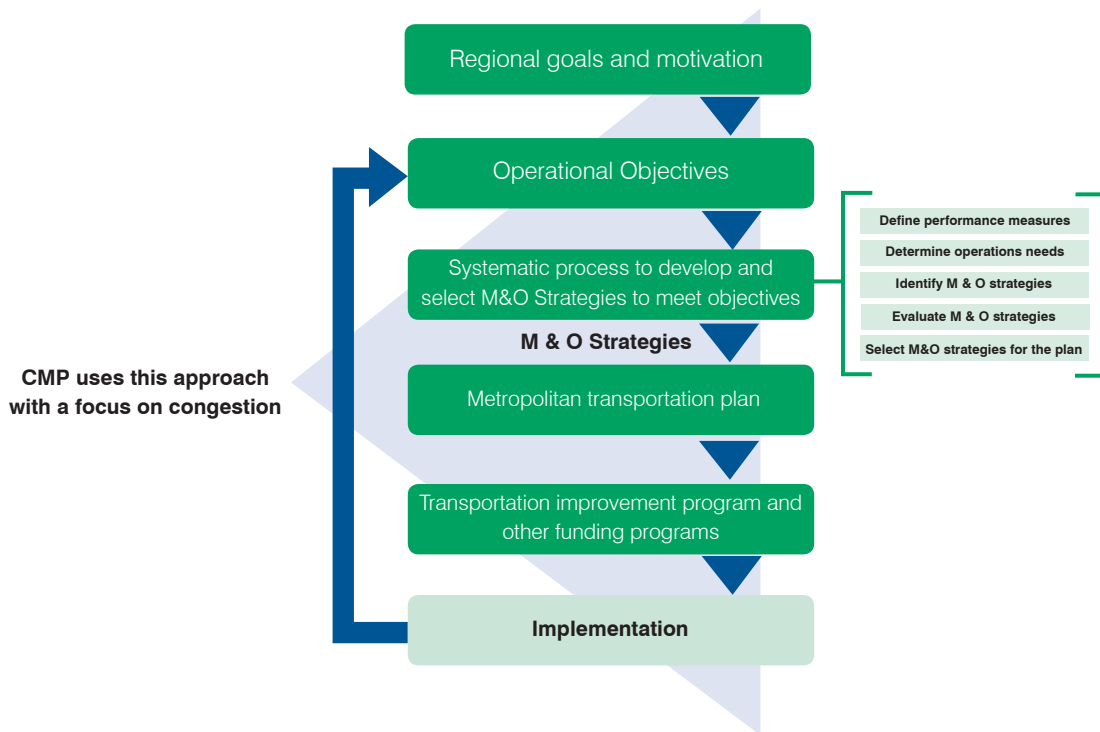 Regional goals and motivation
Operational Objectives
Systematic process to develop and
select M&O Strategies to meet objectives
Define performance measures
Determine operations needs
Identify M & O strategies
Evaluate M & O strategies
Select M&O strategies for the plan
M & O Strategies
CMP uses this approach
with a focus on congestion
Metropolitan transportation plan
Transportation improvement program and
other funding programs
Implementation